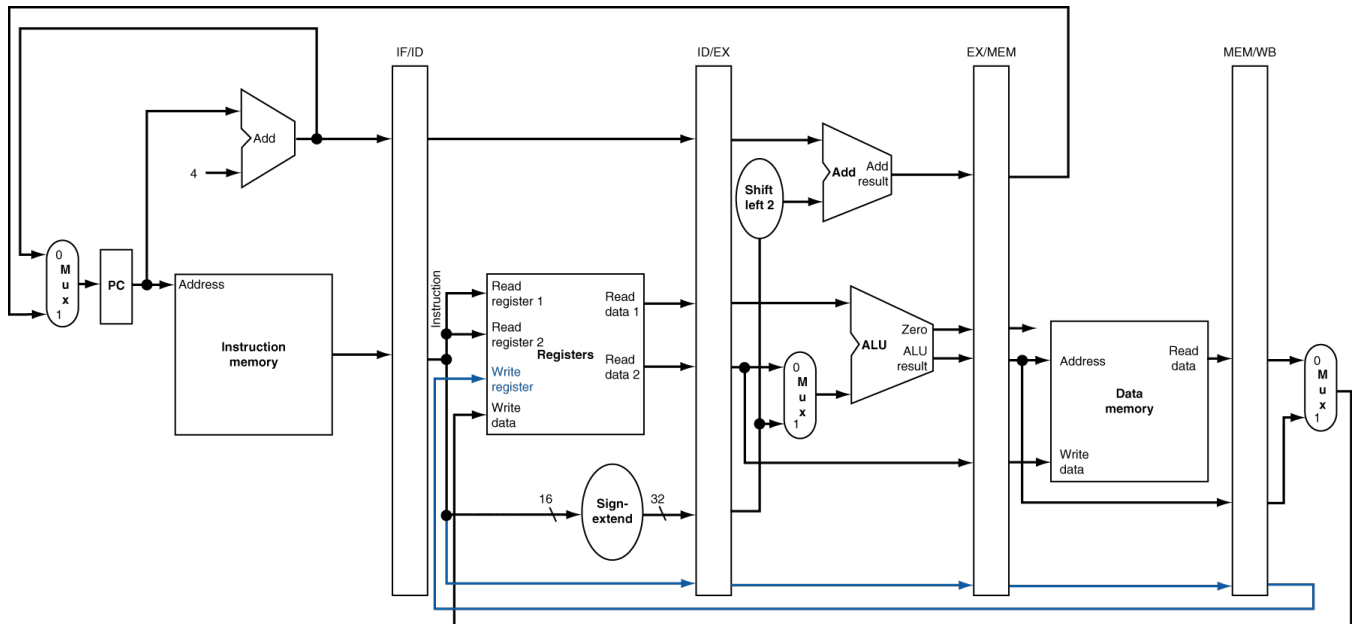 IF/ID
ID/EX
EX/MEM
MEM/WB
Add
4
Shift
left 2
Add
Add
result
0
M
u
x
1
PC
Address
Instruction
memory
Instruction
Read
register 1
Read
register 2
Write
register
Write
data
Registers
Read
data 1
Read
data 2
0
M
u
x
1
ALU
Zero
ALU
result
Address
Write
data
Data
memory
Read
data
0
M
u
x
1
16
Sign-
extend
32